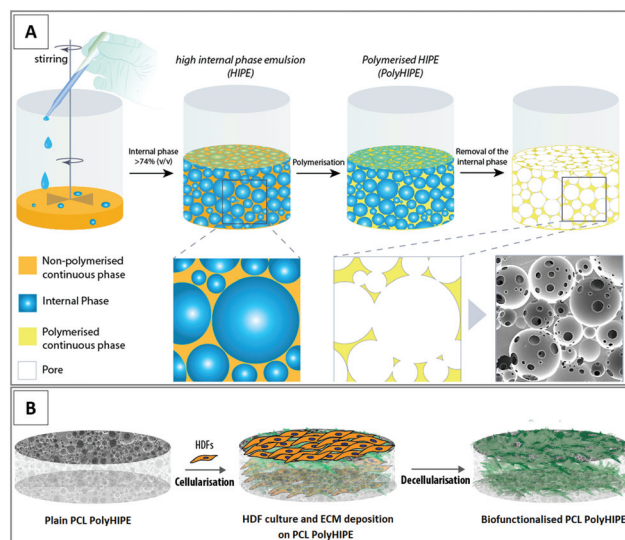 A
stirring
high internal phase emulsion
(HIPE)
Polymerised HIPE
(PolyHIPE)
Internal phase
>74% (v/v)
Polymerisation
Removal of the
internal phase
Non-polymerised
continuous phase
Internal Phase
Polymerised
continuous phase
Pore
B
HDFs
Cellularisation
Decellularisation
Plain PCL PolyHIPE
HDF culture and ECM deposition
on PCL PolyHIPE
Biofunctionalised PCL PolyHIPE